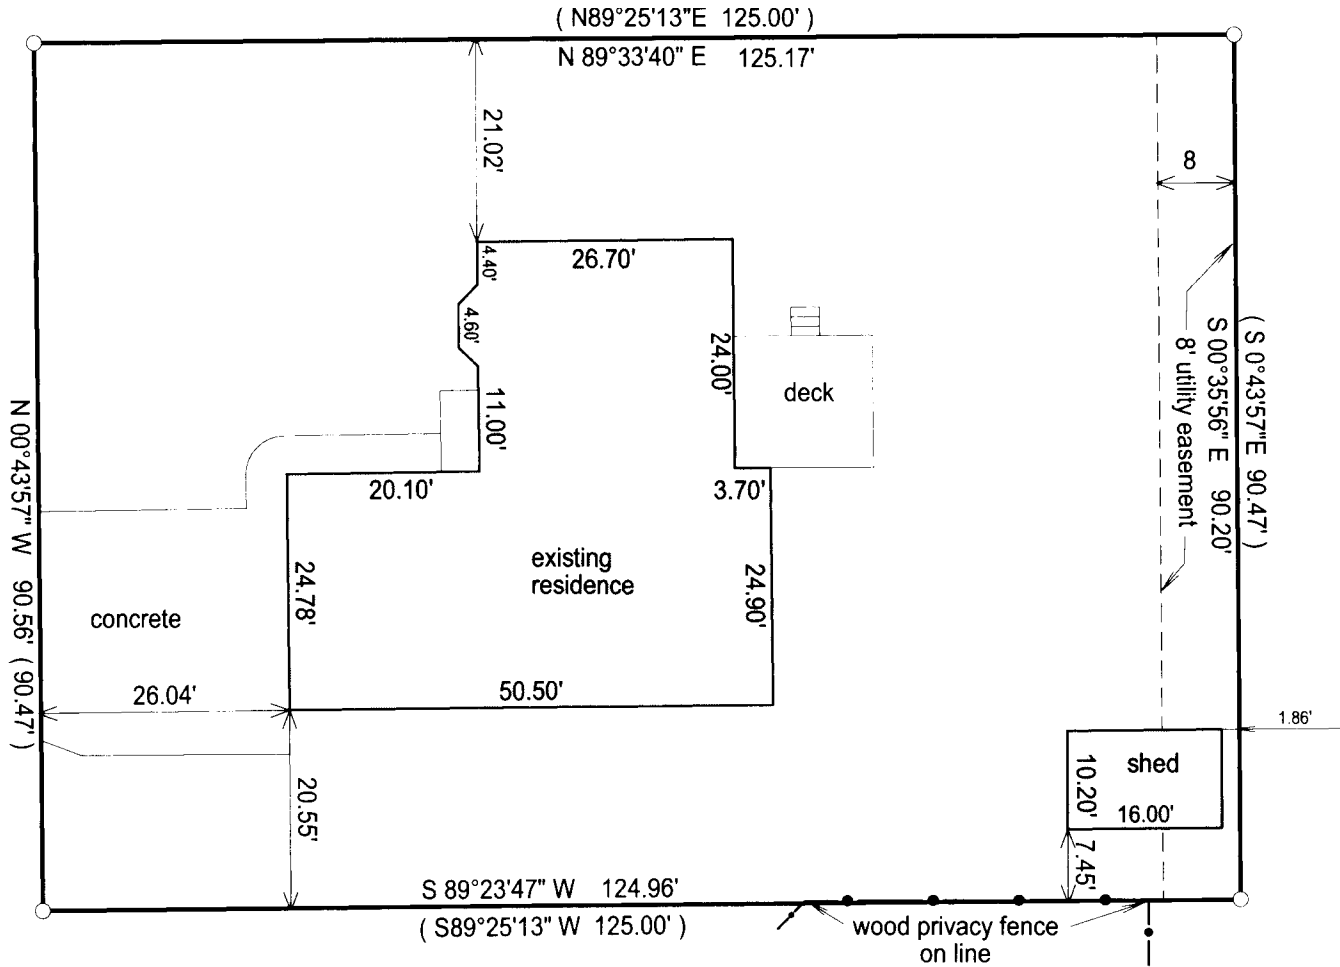 ( N89°25'13"E 125.00' )
N 89°33'40" E 125.17'
21.02'
8
4.40'
26.70'
4.60'
24.00'
deck
11.00'
( S 0°43'57"E 90.47' )
S 00°35'56" E 90.20'
8' utility easement
N 00°43'57" W 90.56' ( 90.47' )
20.10'
3.70'
existing
residence
24.78'
24.90'
concrete
26.04'
50.50'
1.86'
shed
10.20'
16.00'
20.55'
7.45'
S 89°23'47" W 124.96'
( S89°25'13" W 125.00' )
wood privacy fence
on line